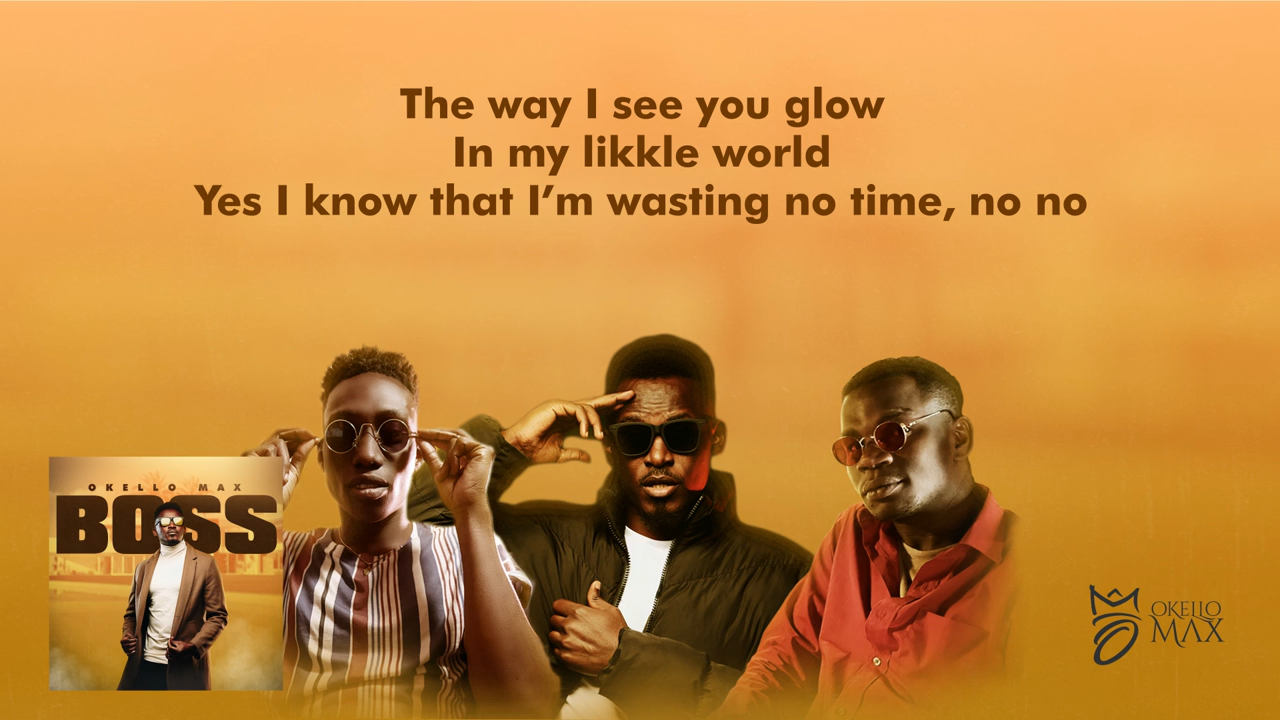 The way I see you glow
In my likkle world
Yes I know that I’m wasting no time, no no
OKELLO MAX
BOSS
OKELLO
MAX